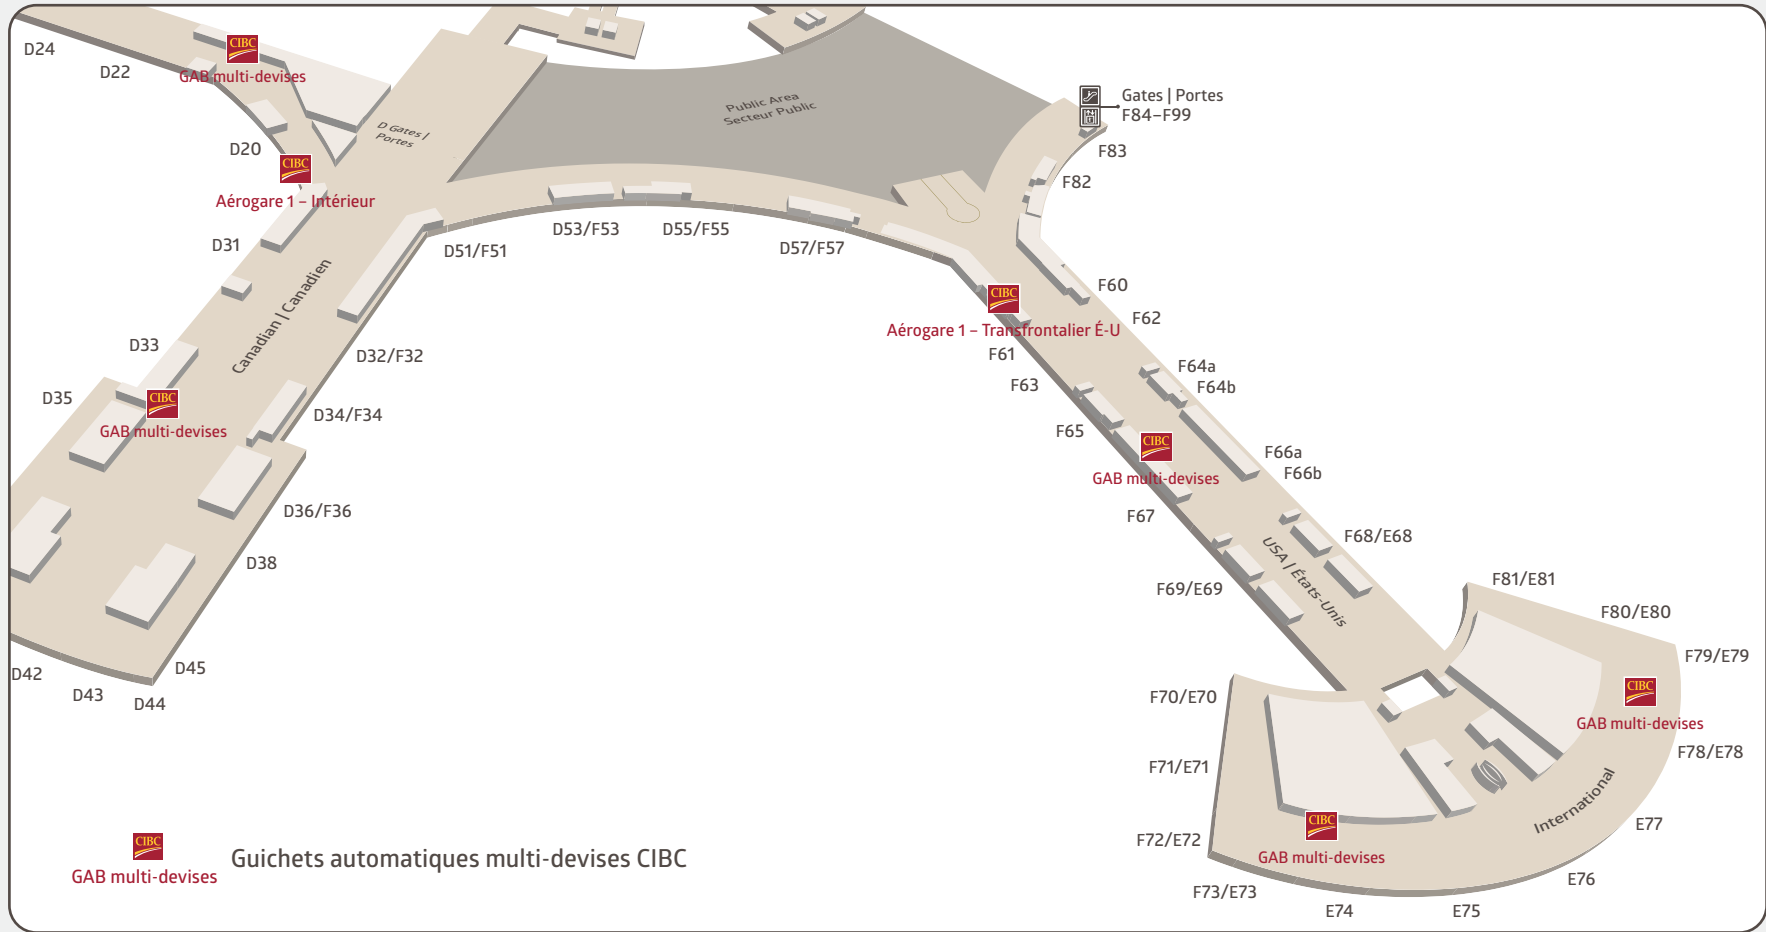 D24
D22
CIBC
GAB multi-devises
D20
CIBC
Aérogare 1 – Intérieur
D Gates |
Portes
Public Area
Secteur Public
Gates | Portes
F84–F99
F83
F82
D31
D51/F51
D53/F53
D55/F55
D57/F57
Canadian | Canadien
CIBC
Aérogare 1 – Transfrontalier É-U
F60
F62
F61
F63
F64a
F64b
D33
D32/F32
D35
CIBC
GAB multi-devises
D34/F34
F65
CIBC
GAB multi-devises
F66a
F66b
F67
D36/F36
D38
F68/E68
USA | États-Unis
F69/E69
F81/E81
F80/E80
F79/E79
D42
D43
D44
D45
F70/E70
CIBC
GAB multi-devises
F78/E78
F71/E71
International
F72/E72
CIBC
GAB multi-devises
E77
E76
F73/E73
E74
E75
CIBC
GAB multi-devises
Guichets automatiques multi-devises CIBC